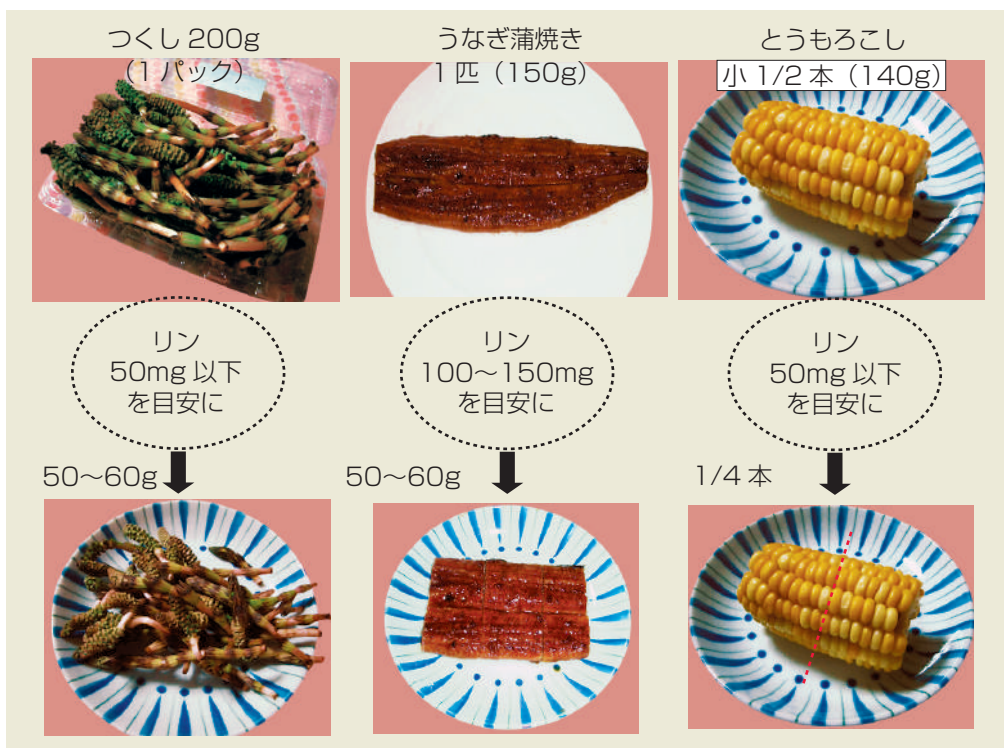 つくし 200g
（1 パック）
うなぎ蒲焼き
1 匹（150g）
とうもろこし
小 1/2 本（140g）
リン
50mg 以下
を目安に
リン
100〜150mg
を目安に
リン
50mg 以下
を目安に
50〜60g
50〜60g
1/4 本